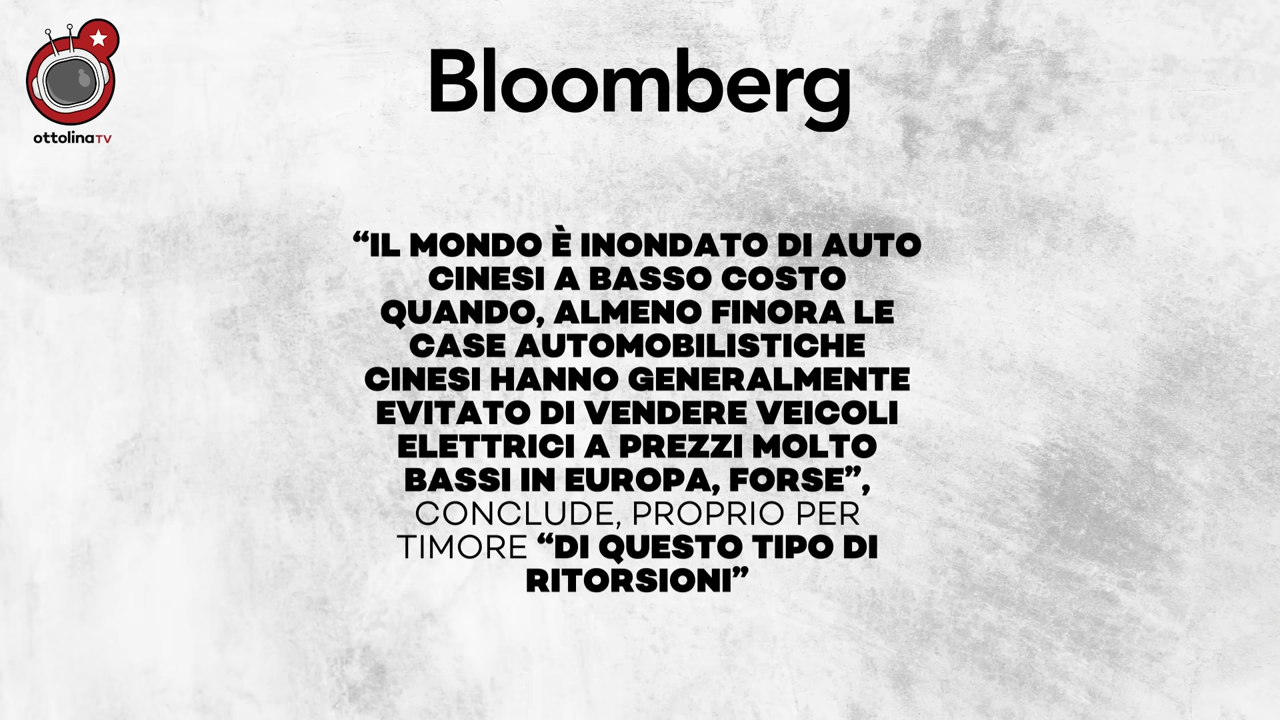 ottolinaTV
Bloomberg
“IL MONDO È INONDATO DI AUTO
CINESI A BASSO COSTO
QUANDO, ALMENO FINORA LE
CASE AUTOMOBILISTICHE
CINESI HANNO GENERALMENTE
EVITATO DI VENDERE VEICOLI
ELETTRICI A PREZZI MOLTO
BASSI IN EUROPA, FORSE”,
CONCLUDE, PROPRIO PER
TIMORE “DI QUESTO TIPO DI
RITORSIONI”